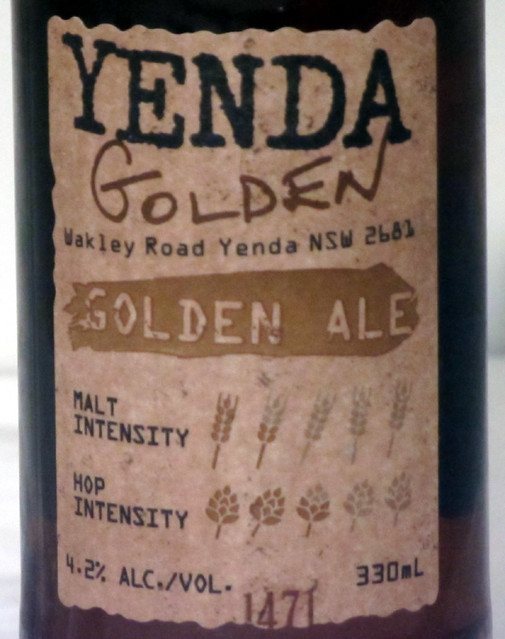 YENDA
GOLDEN
Wakley Road Yenda NSW 2681
GOLDEN ALE
MALT
INTENSITY
HOP
INTENSITY
4.2% ALC./VOL.
330mL
1471